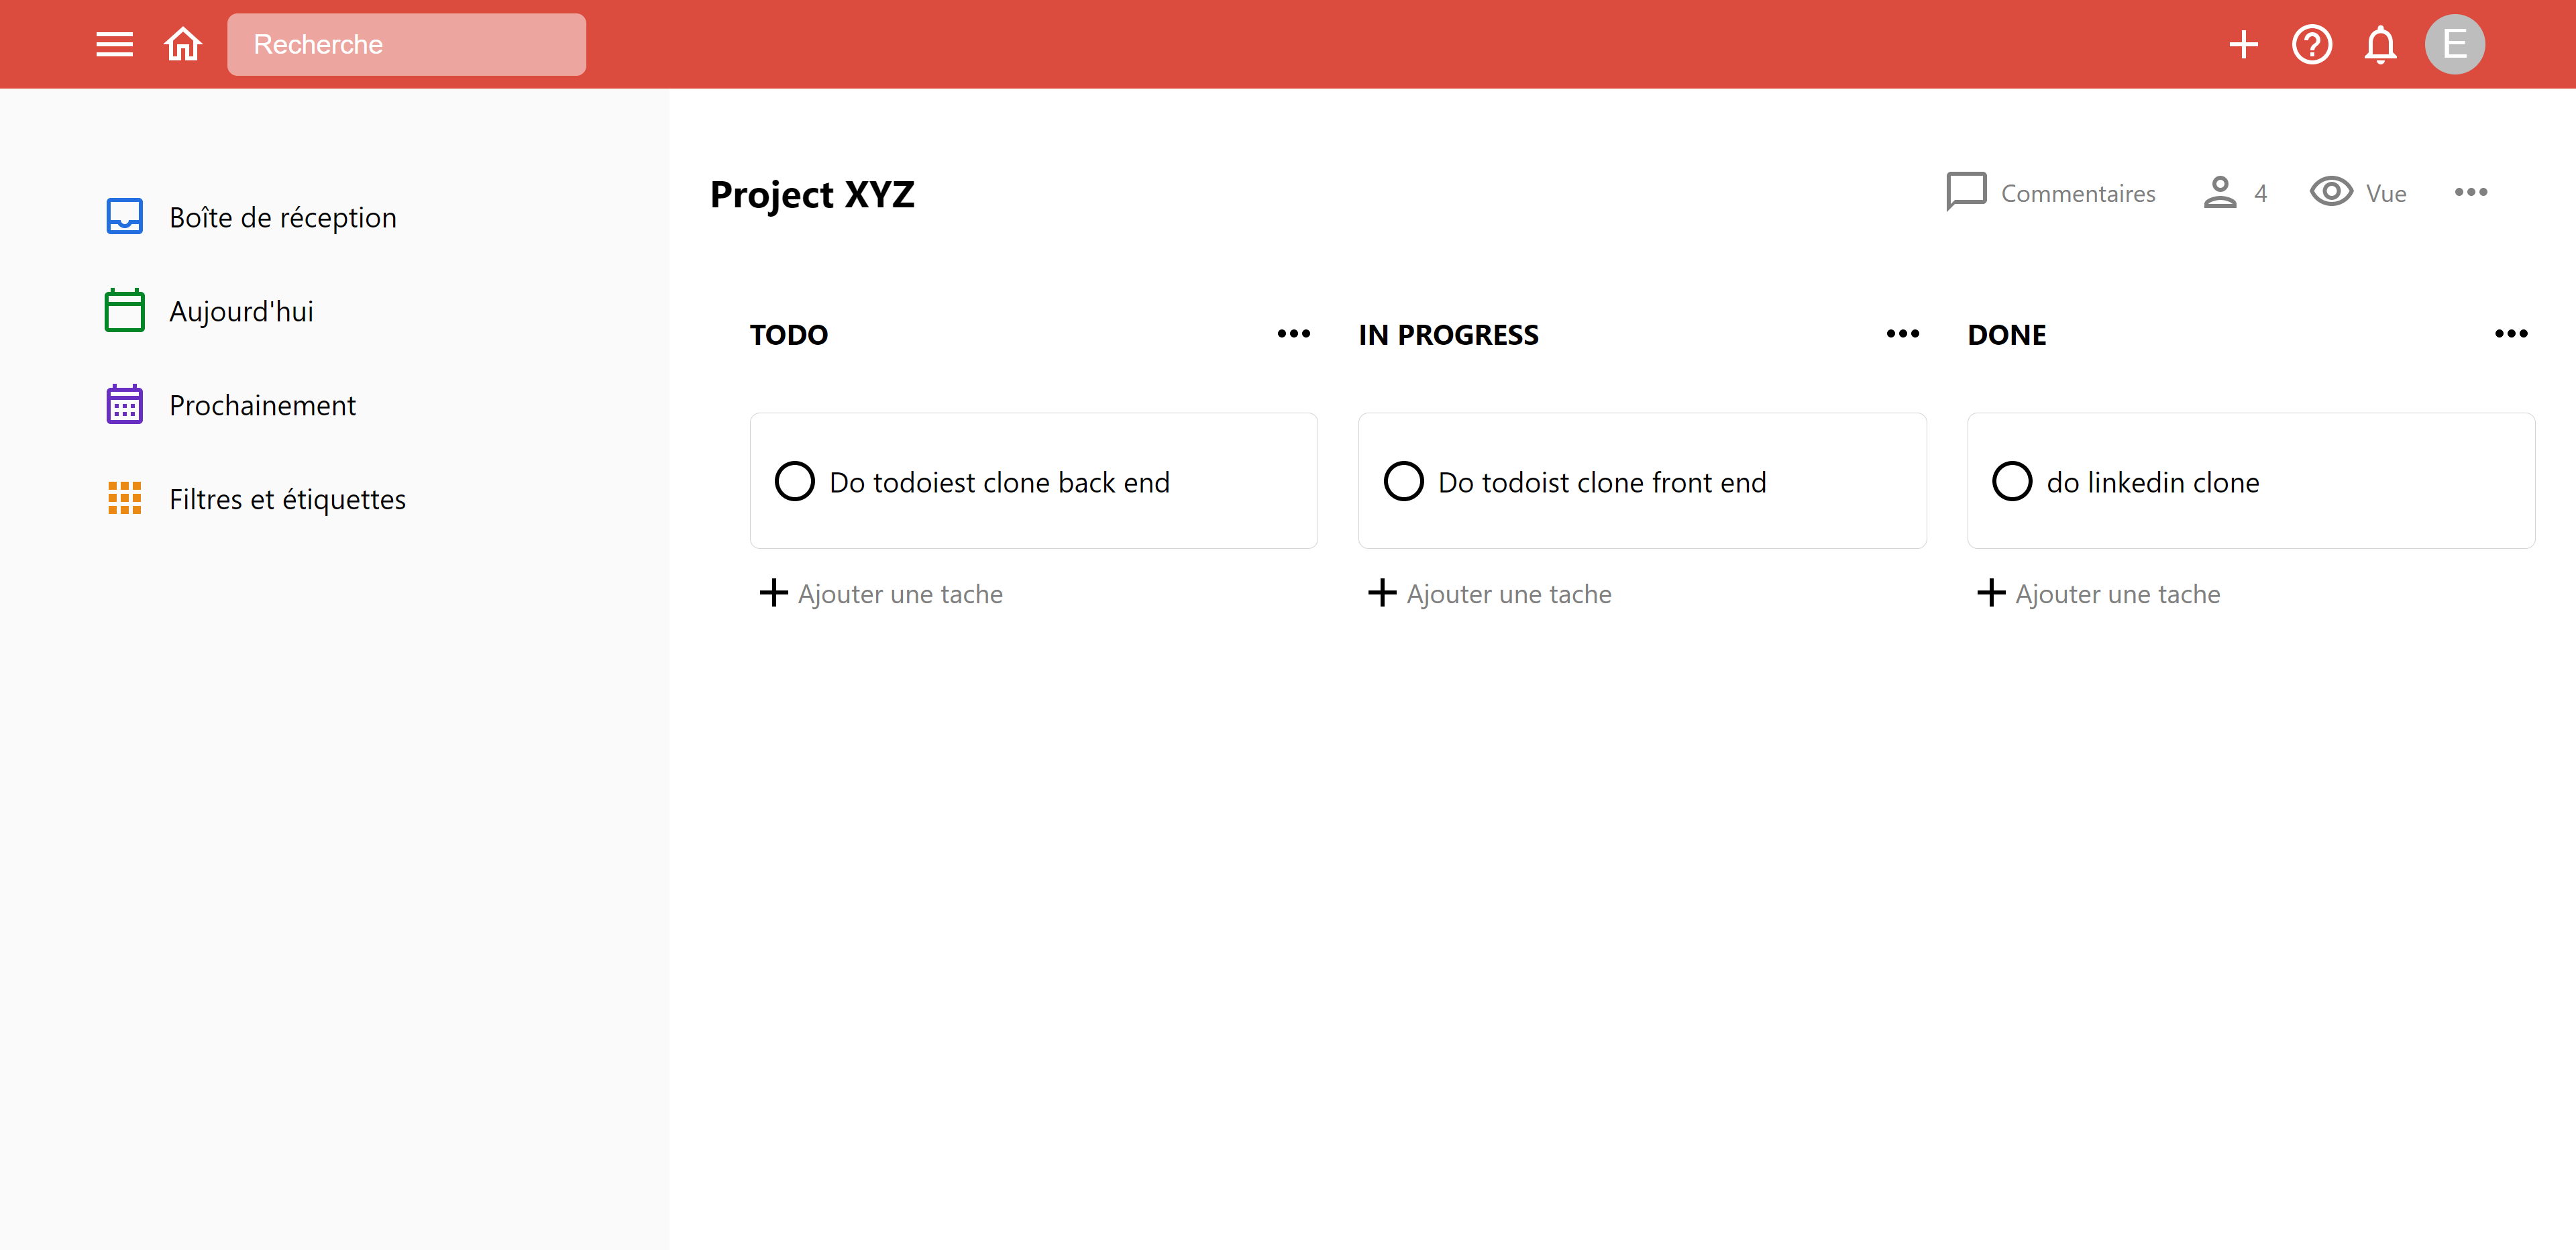 Recherche
E
Boîte de réception
Aujourd'hui
Prochainement
Filtres et étiquettes
Project XYZ
Commentaires
4
Vue
TODO
IN PROGRESS
DONE
Do todoiest clone back end
Do todoist clone front end
do linkedin clone
Ajouter une tache
Ajouter une tache
Ajouter une tache